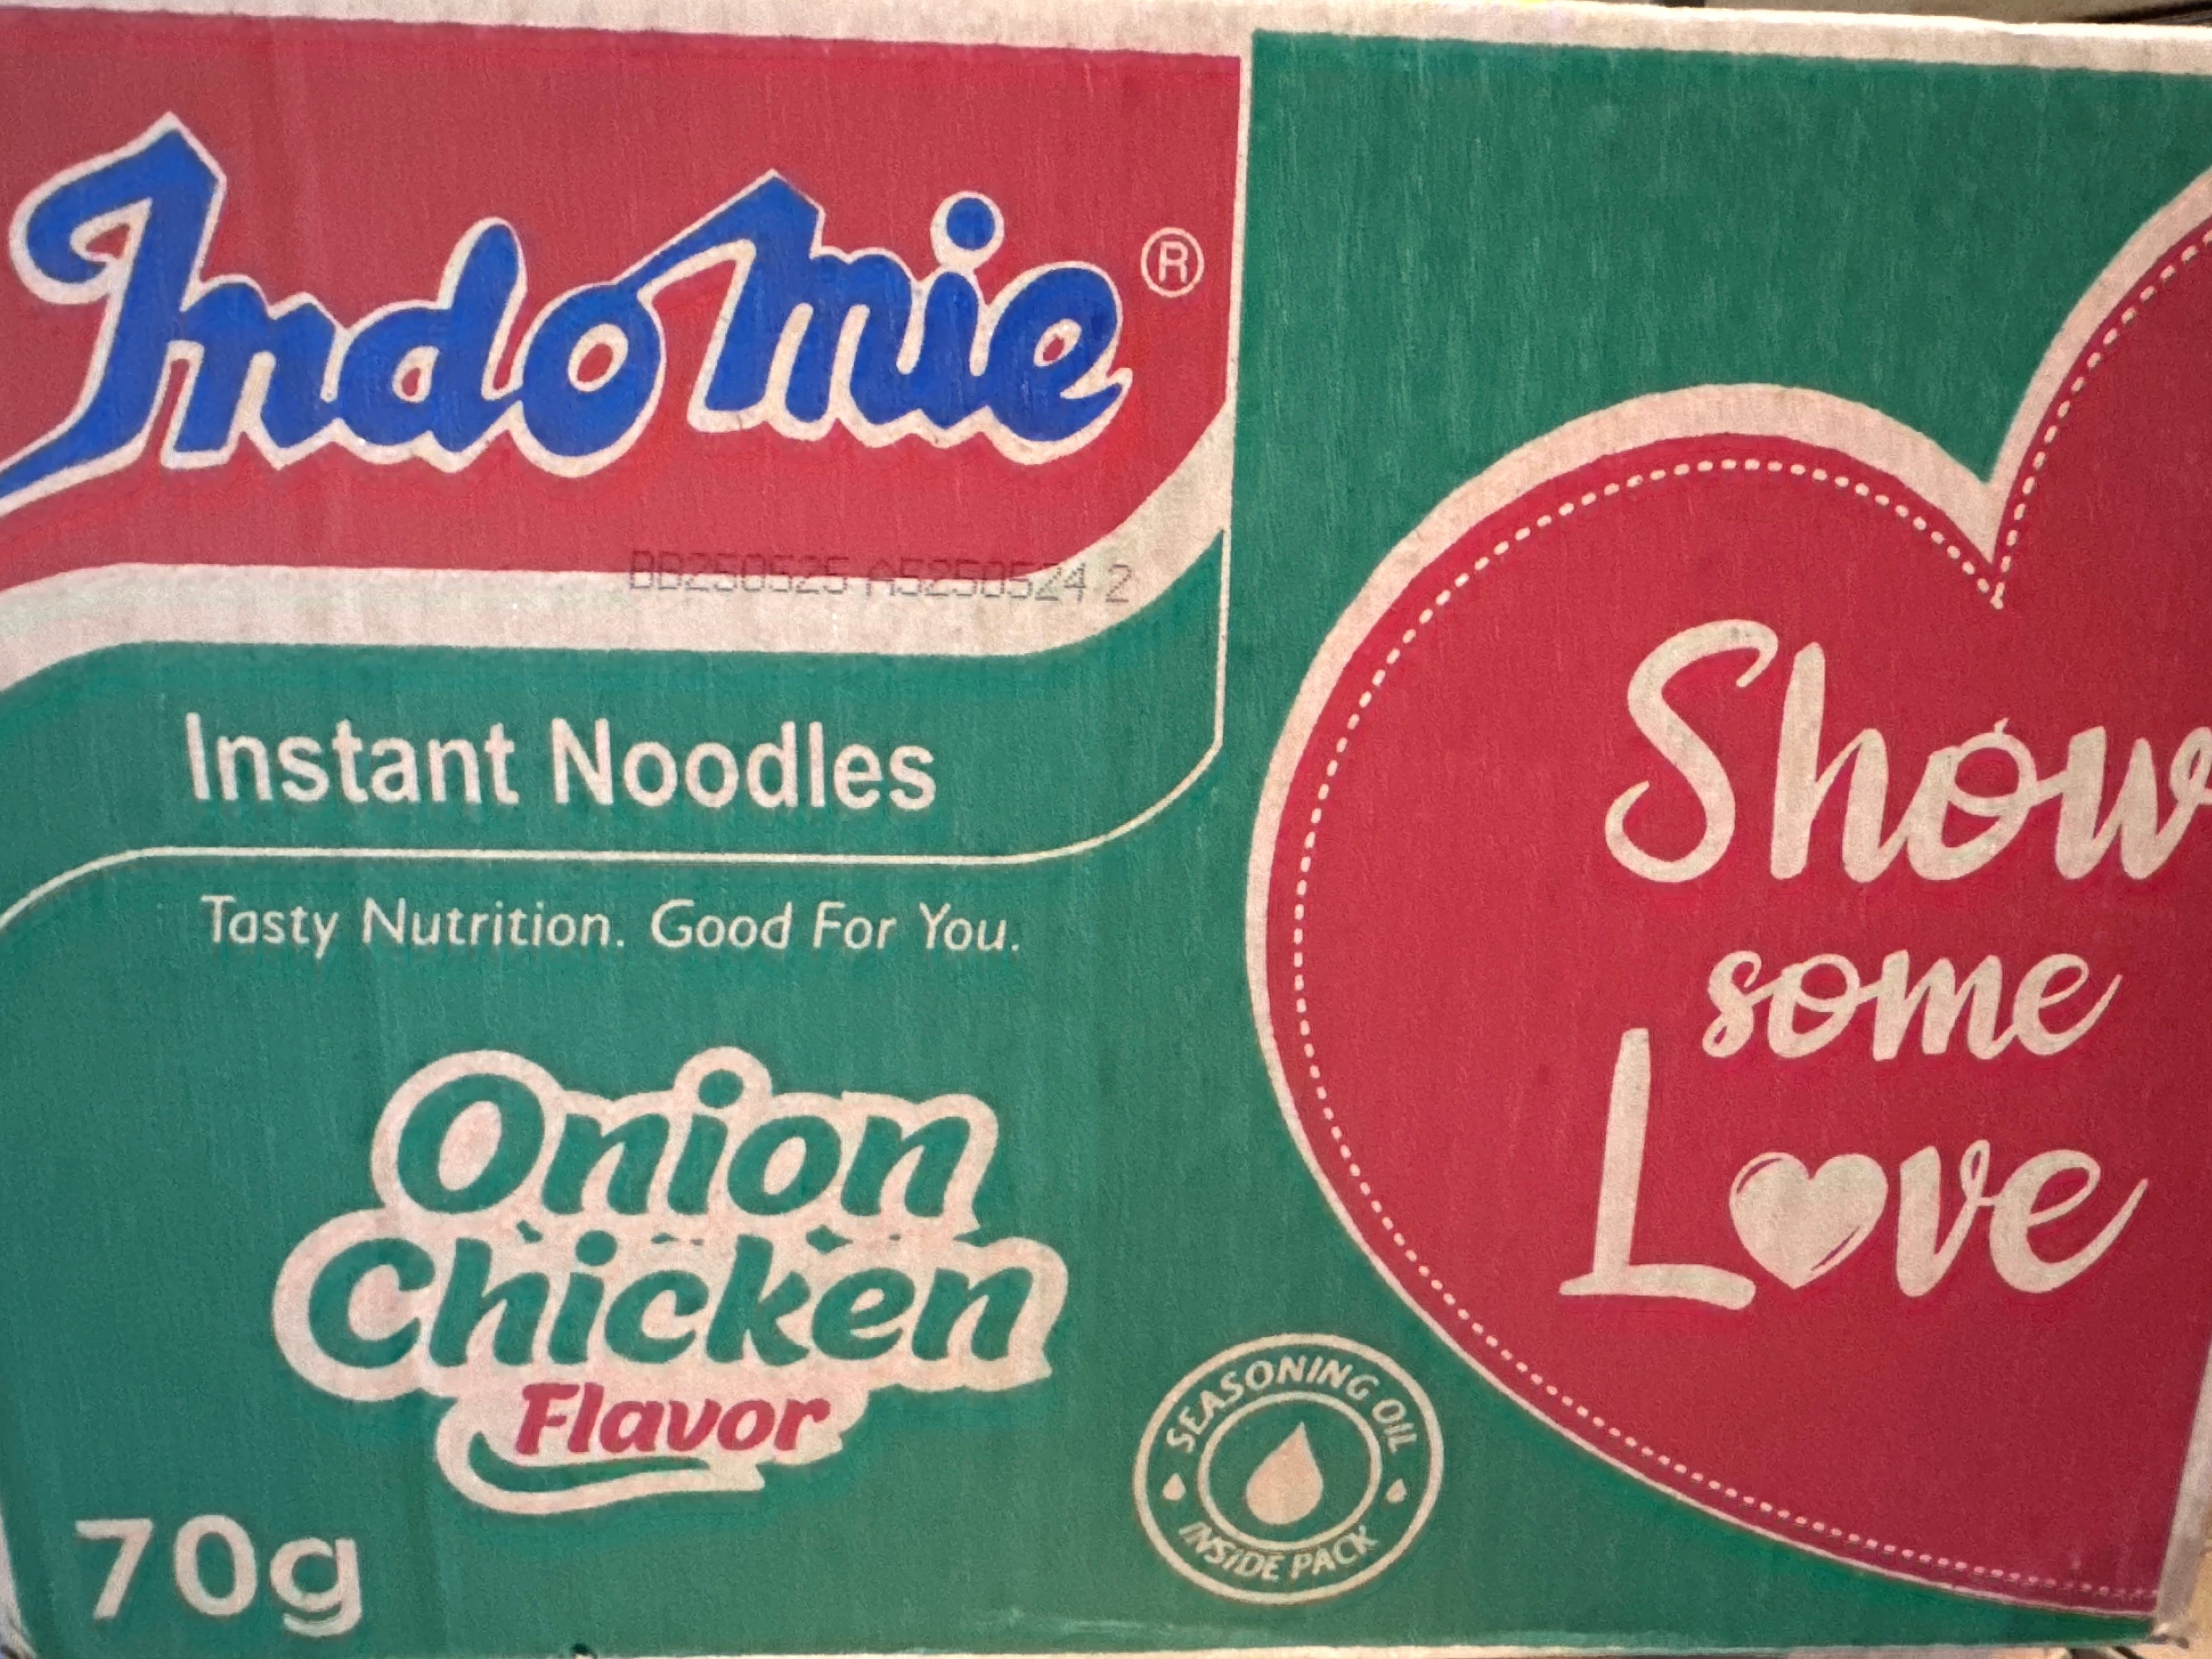 Indomie®
BB250525 A5250524 2
Instant Noodles
Tasty Nutrition. Good For You.
Onion
Chicken
Flavor
70g
SEASONING OIL
INSIDE PACK
Show
some
Love